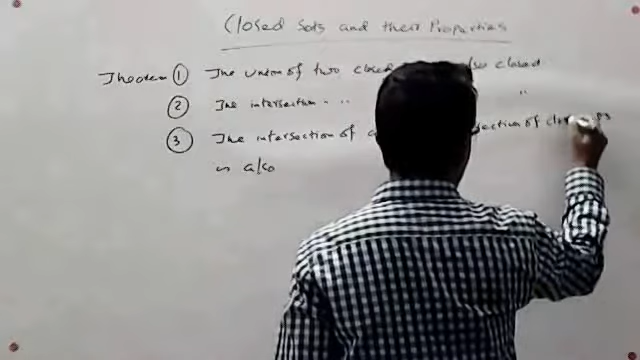 Closed Sets and their Properties
Theorem ① The Union of two closed also closed
② The intersection " " "
③ The intersection of section of
is also